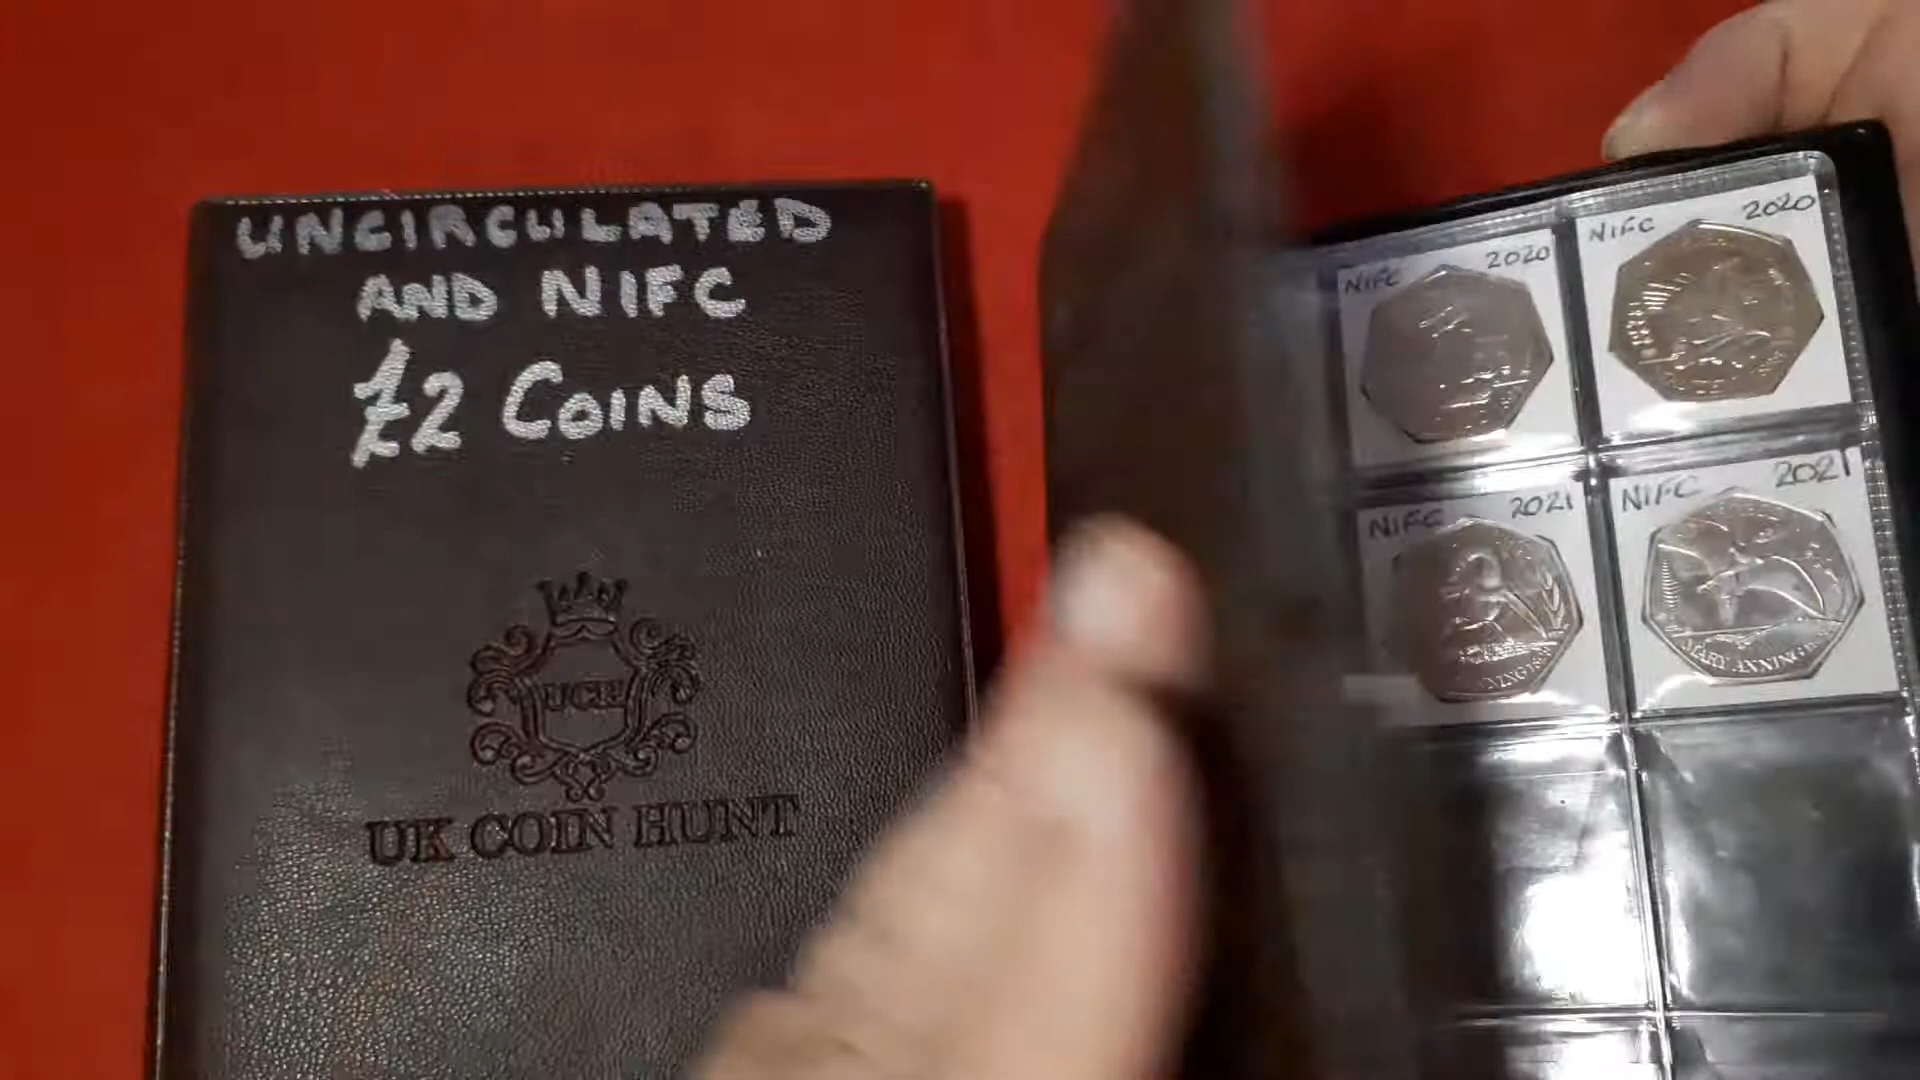 UNCIRCULATED
AND NIFC
£2 COINS
UCH
UK COIN HUNT
NIFC 2020
NIFC 2020
NIFC 2021
NIFC 2021
MARY ANNING